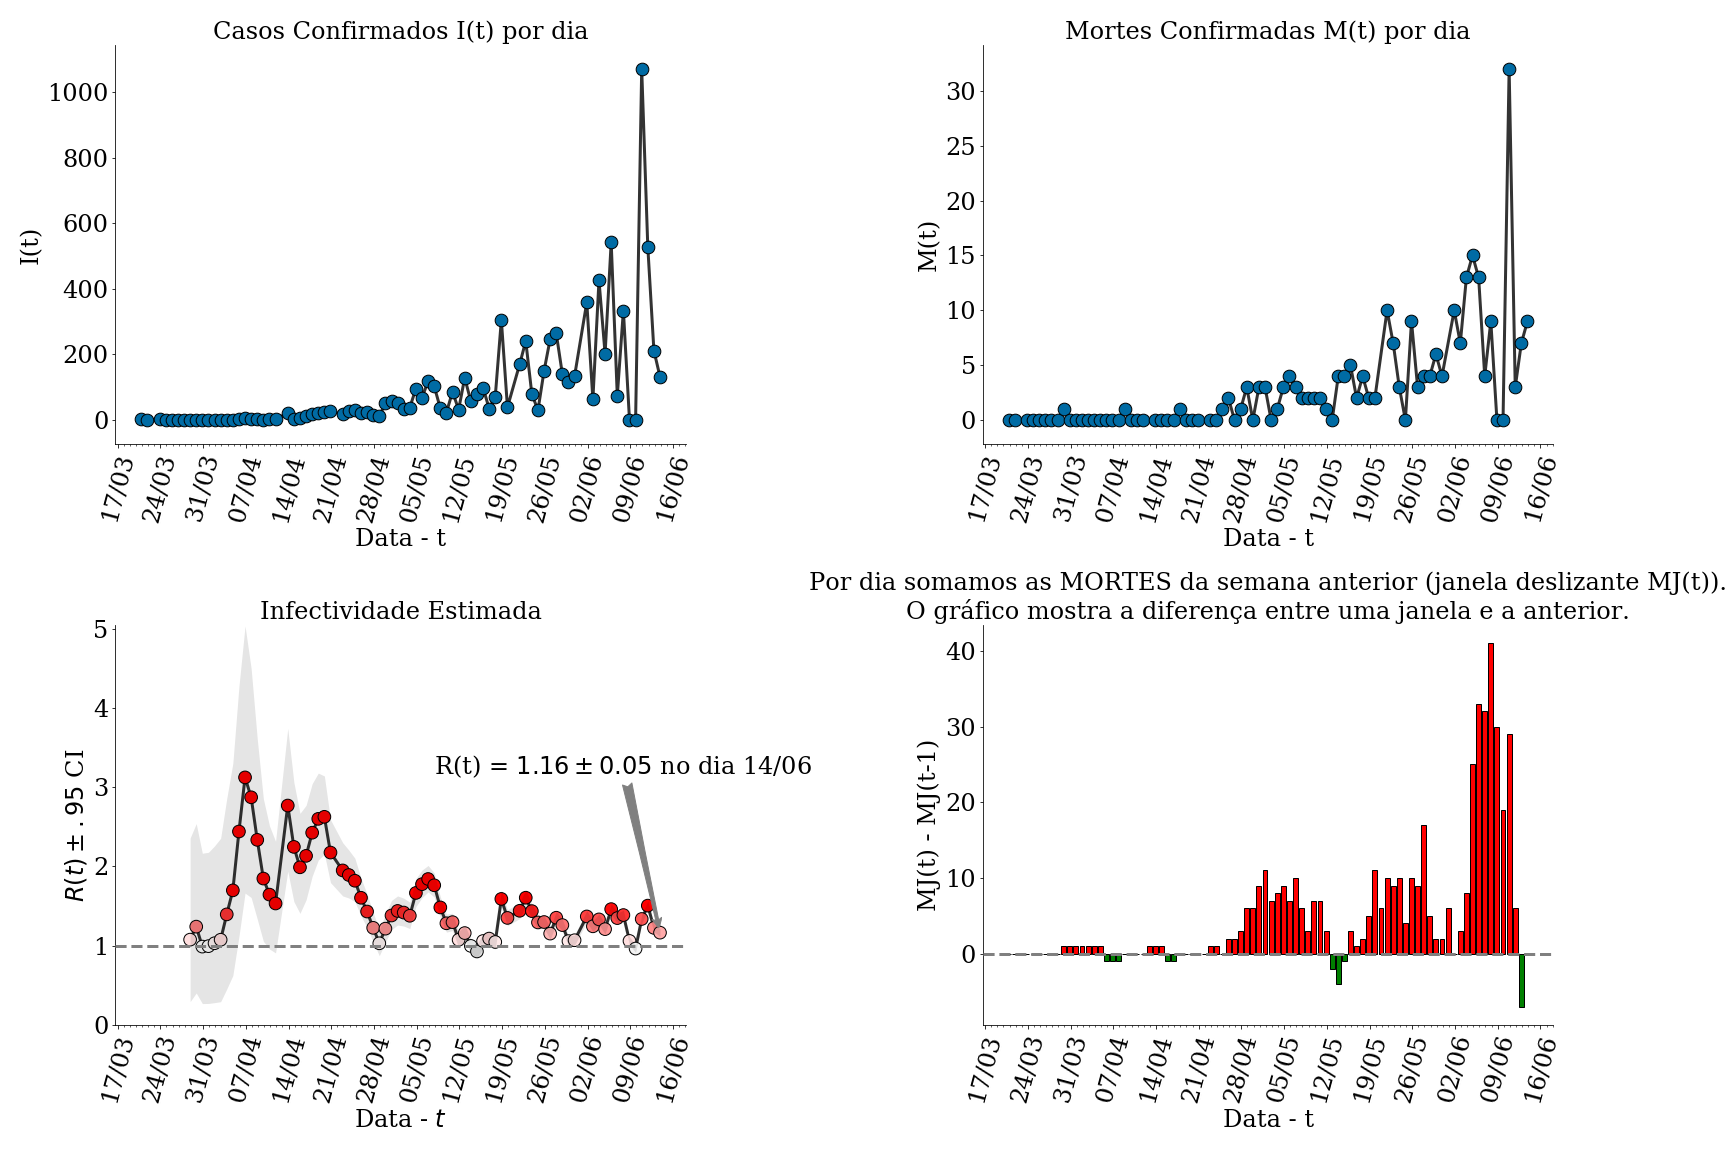 Casos Confirmados I(t) por dia
I(t)
1000
800
600
400
200
0
17/03 24/03 31/03 07/04 14/04 21/04 28/04 05/05 12/05 19/05 26/05 02/06 09/06 16/06
Data - t
Mortes Confirmadas M(t) por dia
M(t)
30
25
20
15
10
5
0
17/03 24/03 31/03 07/04 14/04 21/04 28/04 05/05 12/05 19/05 26/05 02/06 09/06 16/06
Data - t
Infectividade Estimada
R(t) ± .95 CI
5
4
3
2
1
0
R(t) = 1.16 ± 0.05 no dia 14/06
17/03 24/03 31/03 07/04 14/04 21/04 28/04 05/05 12/05 19/05 26/05 02/06 09/06 16/06
Data - t
Por dia somamos as MORTES da semana anterior (janela deslizante MJ(t)).
O gráfico mostra a diferença entre uma janela e a anterior.
MJ(t) - MJ(t-1)
40
30
20
10
0
17/03 24/03 31/03 07/04 14/04 21/04 28/04 05/05 12/05 19/05 26/05 02/06 09/06 16/06
Data - t